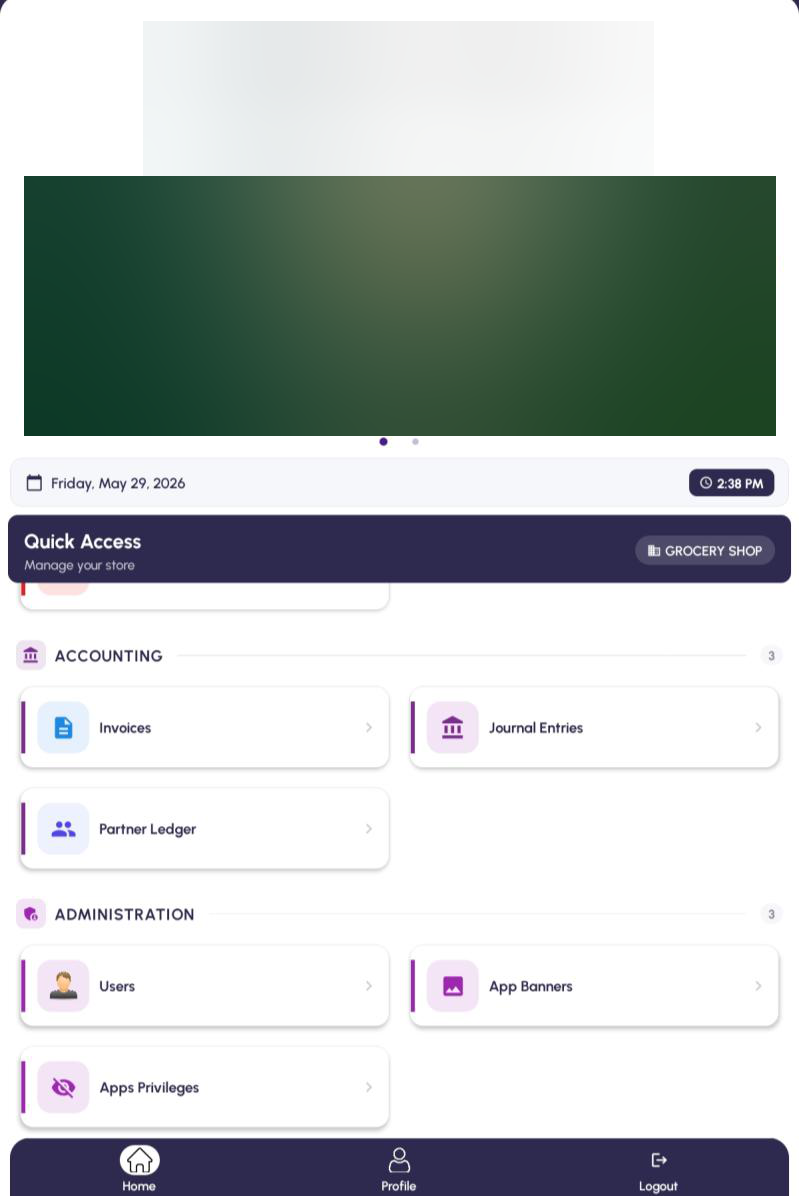 Friday, May 29, 2026
2:38 PM
Quick Access
Manage your store
GROCERY SHOP
ACCOUNTING
3
Invoices
Journal Entries
Partner Ledger
ADMINISTRATION
3
Users
App Banners
Apps Privileges
Home
Profile
Logout